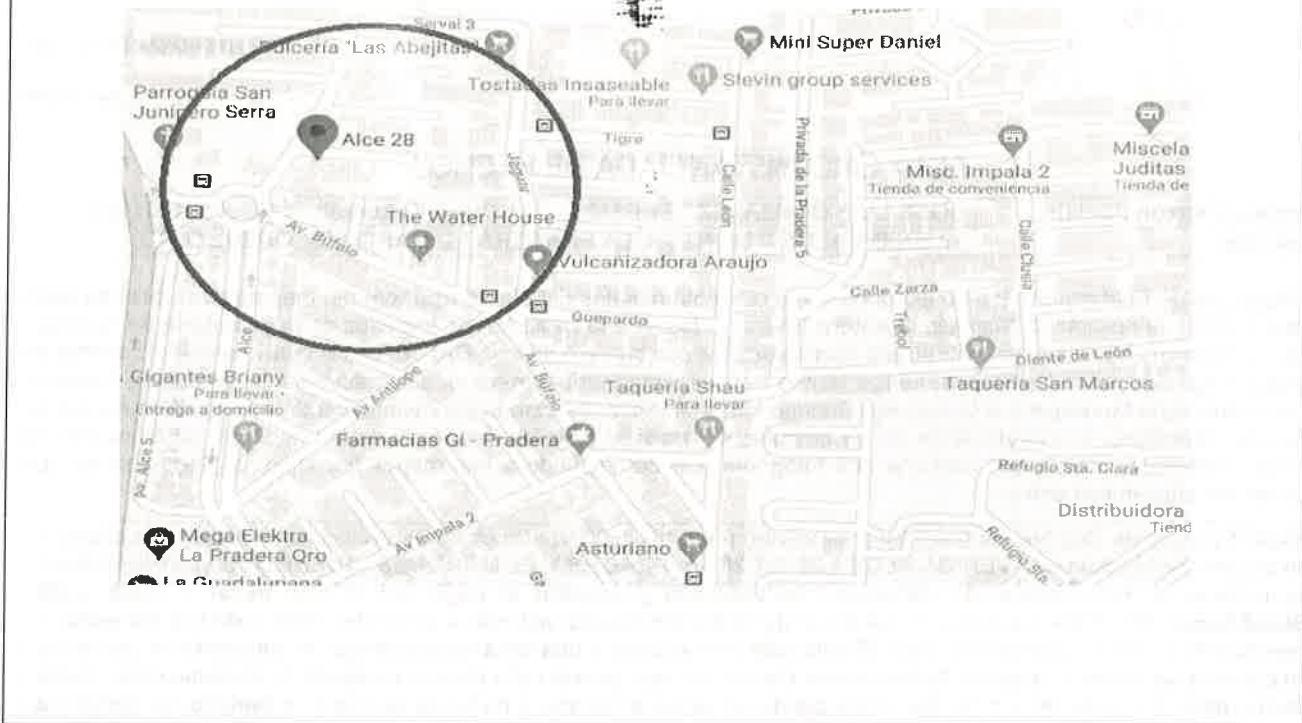 Serval 3
Dulcería "Las Abejitas"
Mini Super Daniel
Tostadas Insaseable
Para llevar
Slevin group services
Parroquia San
Junípero Serra
Alce 28
Tigre
Jaguar
Calle León
Privada de la Pradera 5
Misc. Impala 2
Tienda de conveniencia
Miscela
Juditas
Tienda de
The Water House
Av. Búfalo
Vulcanizadora Araujo
Calle Clusia
Calle Zarza
Trébol
Guepardo
Alce
Diente de León
Taquería San Marcos
Gigantes Briany
Para llevar ·
Entrega a domicilio
Av Antílope
Av. Búfalo
Taquería Shau
Para llevar
Farmacias GI - Pradera
Av. Alce S
Refugio Sta. Clara
Distribuidora
Tiend
Mega Elektra
La Pradera Qro
Av Impala 2
Asturiano
Refugio Sta.
La Guadalupana